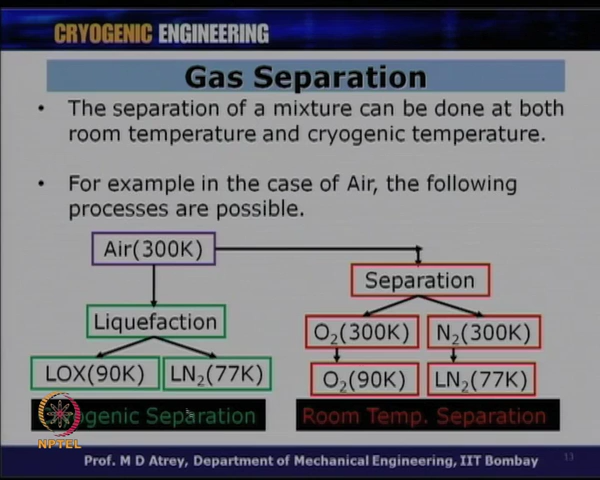 CRYOGENIC ENGINEERING
Gas Separation
• The separation of a mixture can be done at both
room temperature and cryogenic temperature.
• For example in the case of Air, the following
processes are possible.
Air(300K)
Separation
Liquefaction
O₂(300K) N₂(300K)
LOX(90K) LN₂(77K)
O₂(90K) LN₂(77K)
ogenic Separation
Room Temp. Separation
NPTEL
Prof. M D Atrey, Department of Mechanical Engineering, IIT Bombay
13